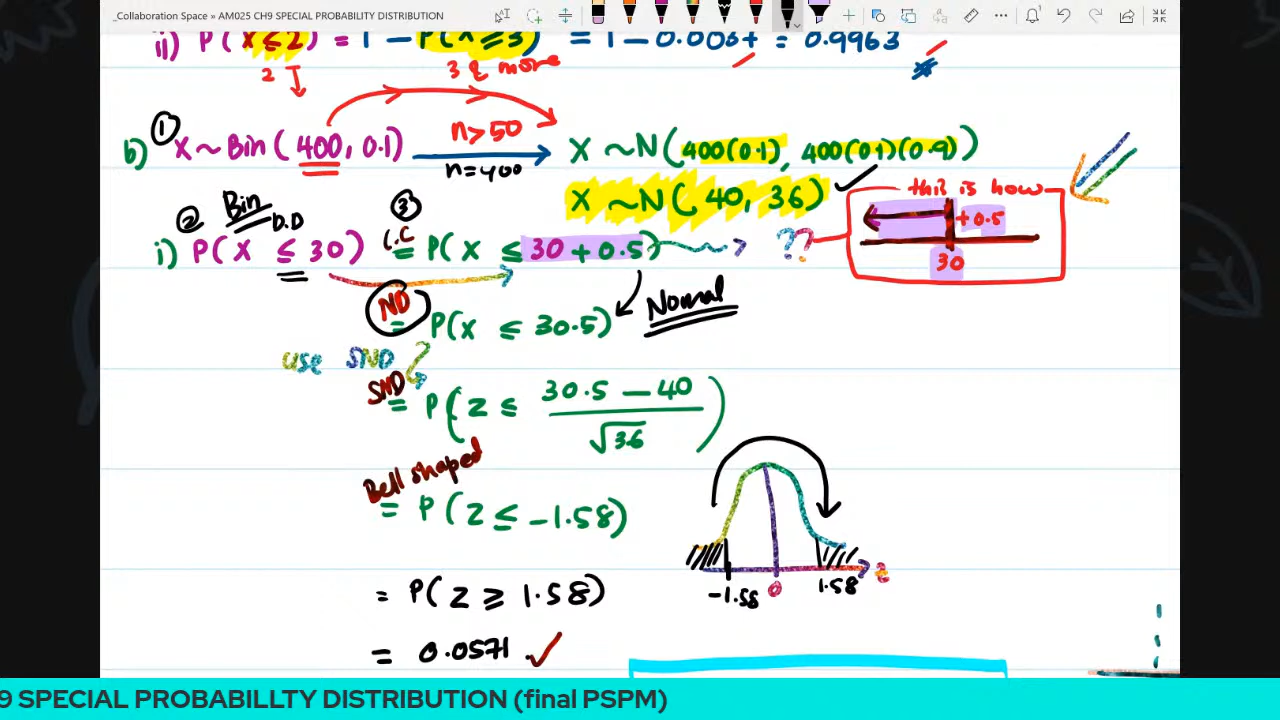 _Collaboration Space » AM025 CH9 SPECIAL PROBABILITY DISTRIBUTION
ii) P(X ≤ 2) = 1 - P(X ≥ 3) = 1 - 0.0037 = 0.9963
2 3 & more
① X ~ Bin (400, 0.1) n > 50 X ~ N(400(0.1), 400(0.1)(0.9))
b) n=400
X ~ N(40, 36) this is how
② Bin D.D ③
i) P(X ≤ 30) C.C = P(X ≤ 30 + 0.5) ?? +0.5
30
ND = P(X ≤ 30.5) Normal
use SND
SND = P(Z ≤ 30.5 - 40 / √36)
Bell shaped
= P(Z ≤ -1.58)
= P(Z ≥ 1.58) -1.58 0 1.58 z
= 0.0571 ✓
9 SPECIAL PROBABILLTY DISTRIBUTION (final PSPM)